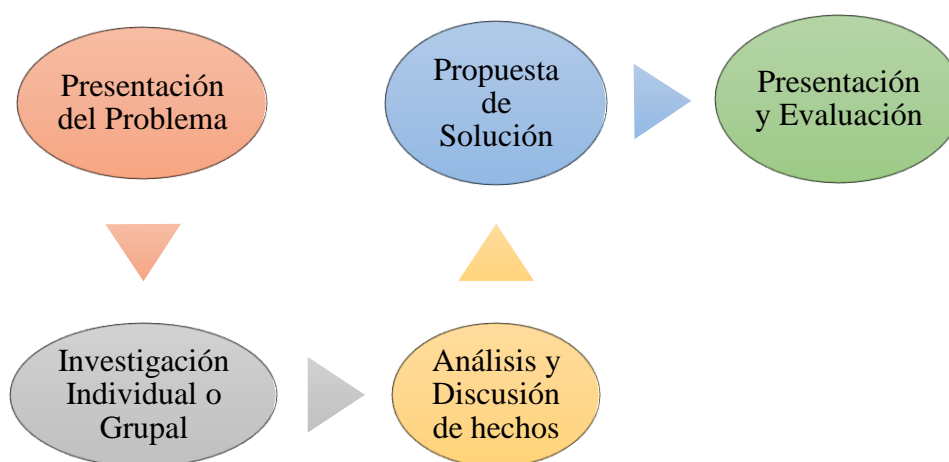 Presentación
del Problema
Investigación
Individual o
Grupal
Análisis y
Discusión
de hechos
Propuesta
de
Solución
Presentación
y Evaluación